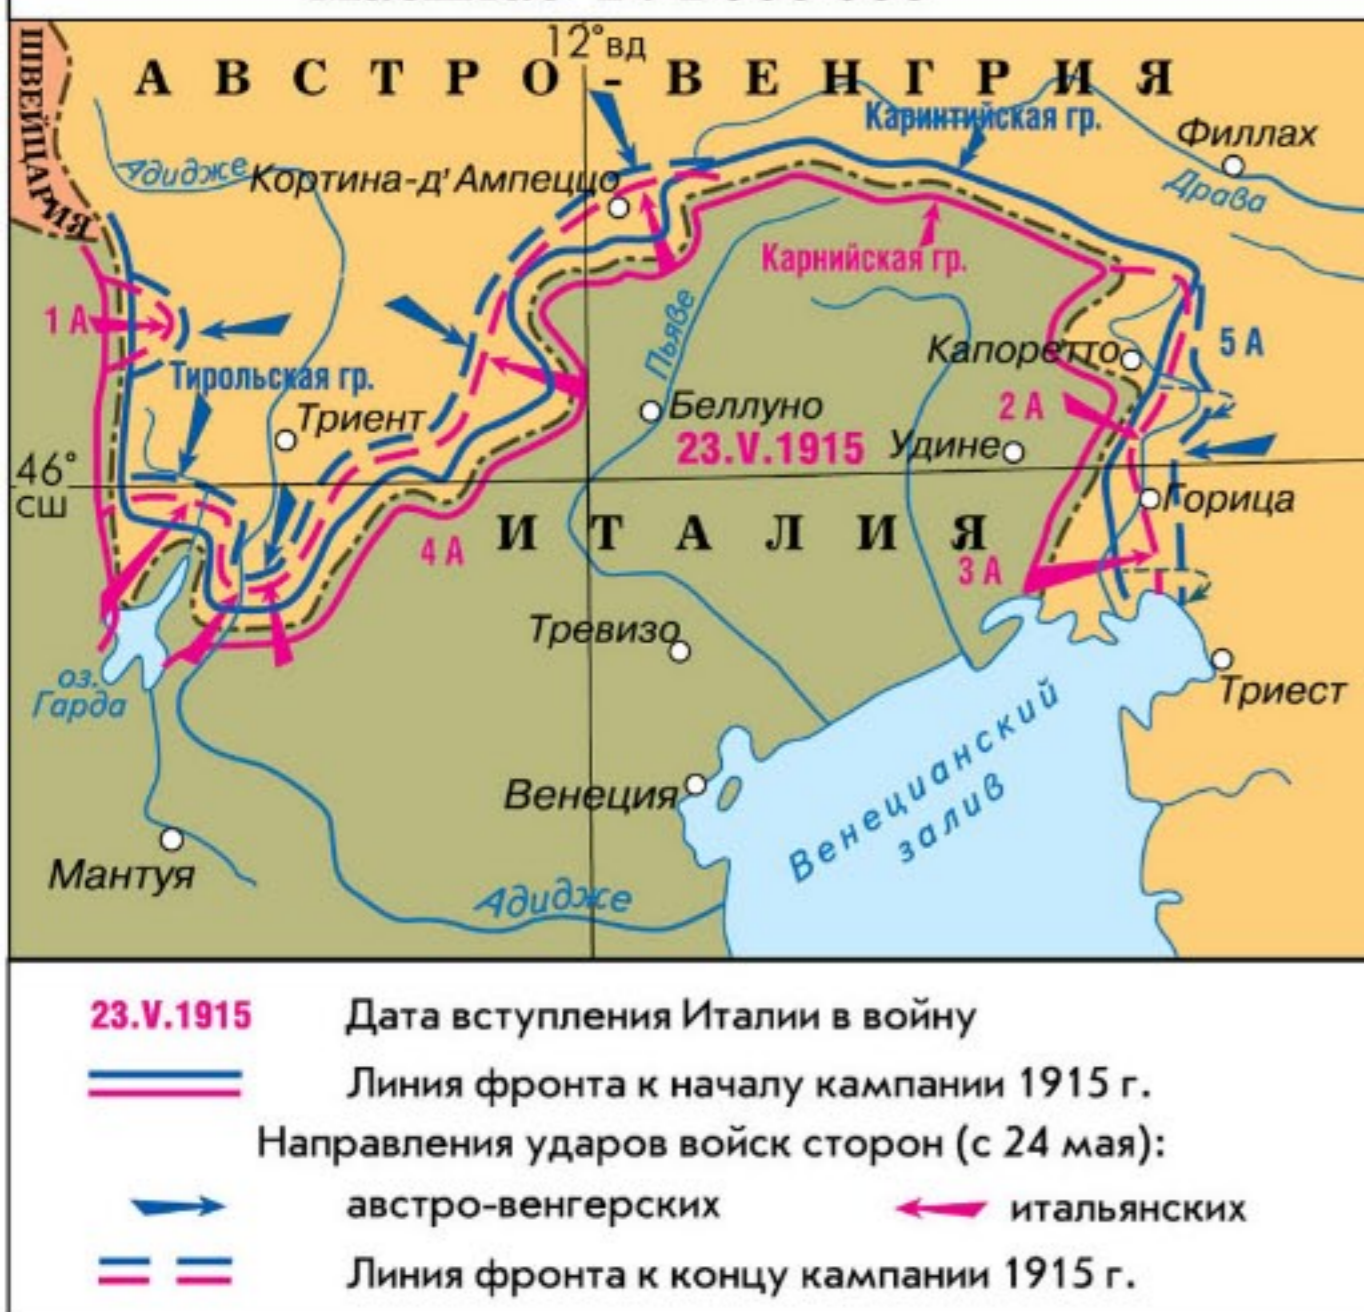 12° вд
ШВЕЙЦАРИЯ
АВСТРО-ВЕНГРИЯ
Каринтийская гр.
Филлах
Адидже
Кортина-д'Ампеццо
Драва
Карнийская гр.
1 А
Пьяве
Капоретто
5 А
Тирольская гр.
Триент
Беллуно
2 А
23.V.1915
Удине
46°
СШ
Горица
ИТАЛИЯ
4 А
3 А
Тревизо
оз.
Гарда
Триест
Венецианский
залив
Венеция
Мантуя
Адидже
23.V.1915 Дата вступления Италии в войну
Линия фронта к началу кампании 1915 г.
Направления ударов войск сторон (с 24 мая):
австро-венгерских итальянских
Линия фронта к концу кампании 1915 г.